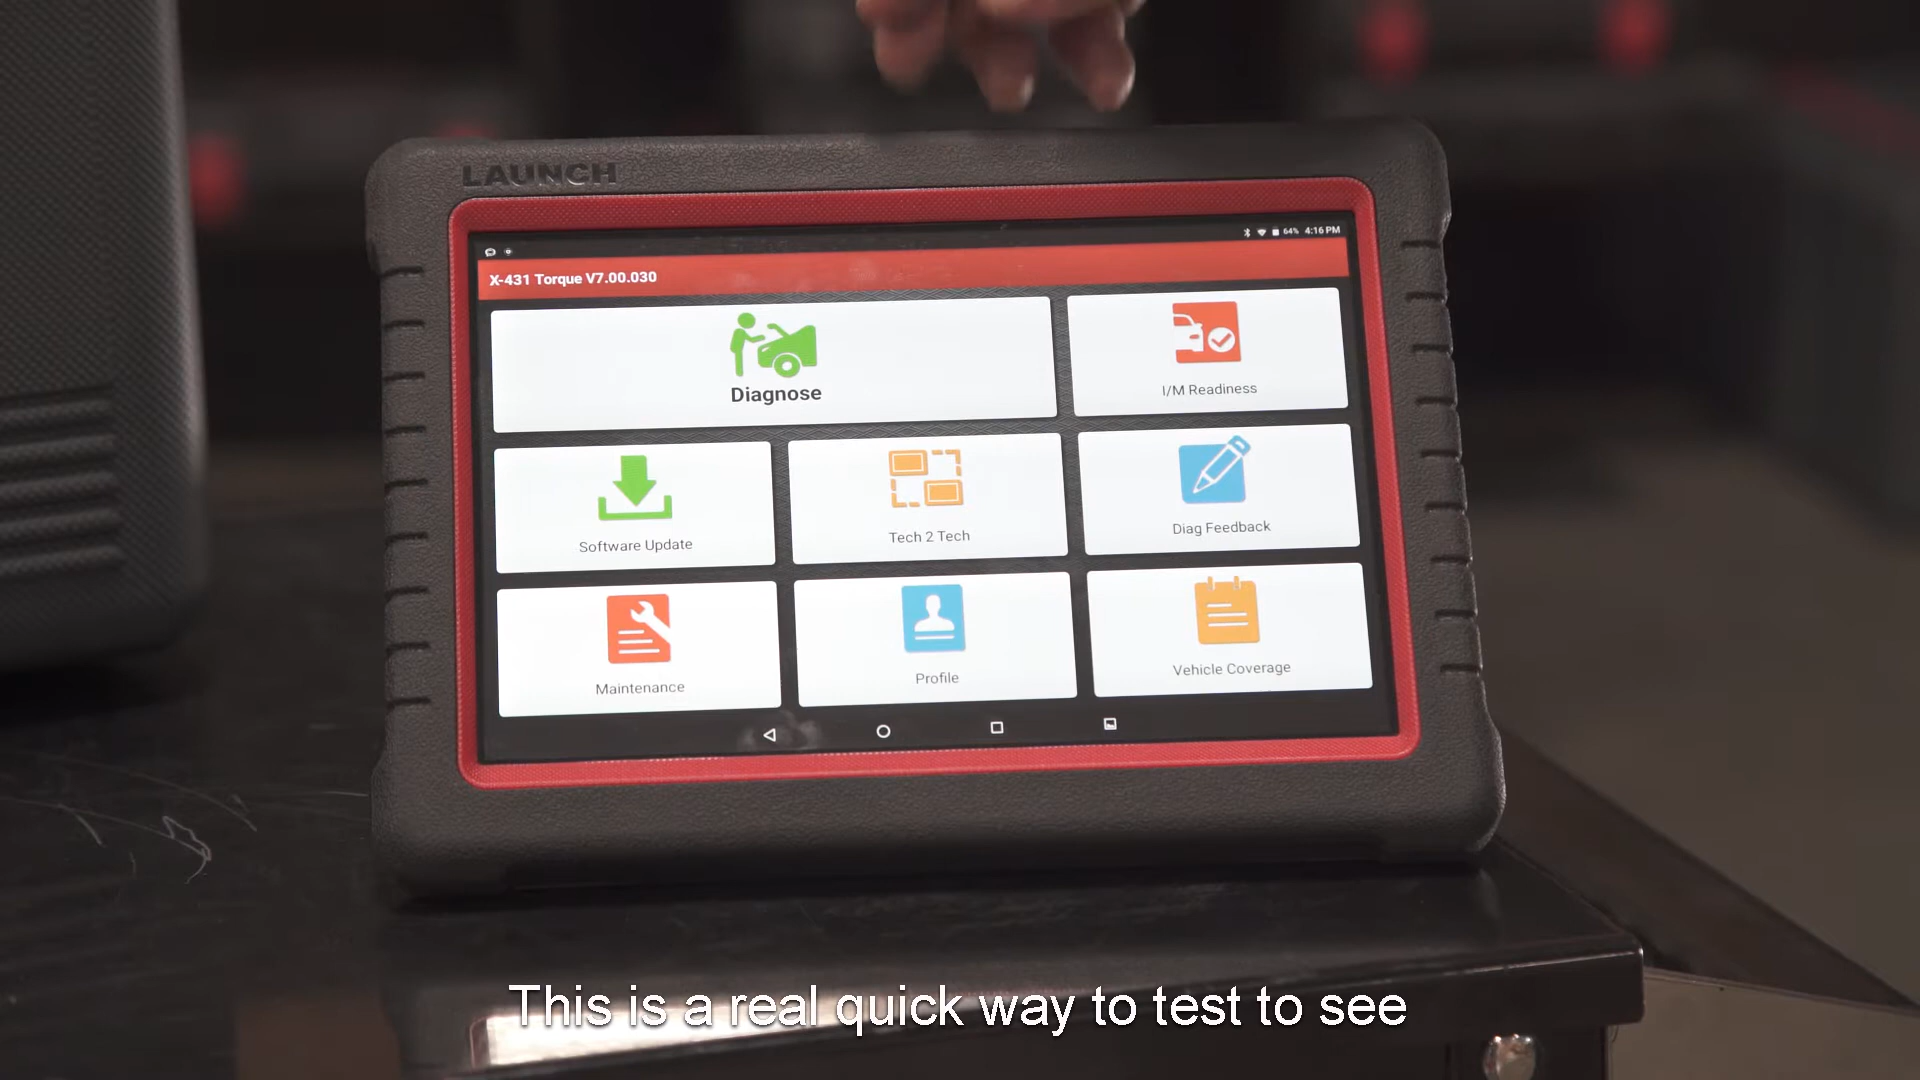 LAUNCH
64% 4:16 PM
X-431 Torque V7.00.030
Diagnose
I/M Readiness
Software Update
Tech 2 Tech
Diag Feedback
Maintenance
Profile
Vehicle Coverage
This is a real quick way to test to see